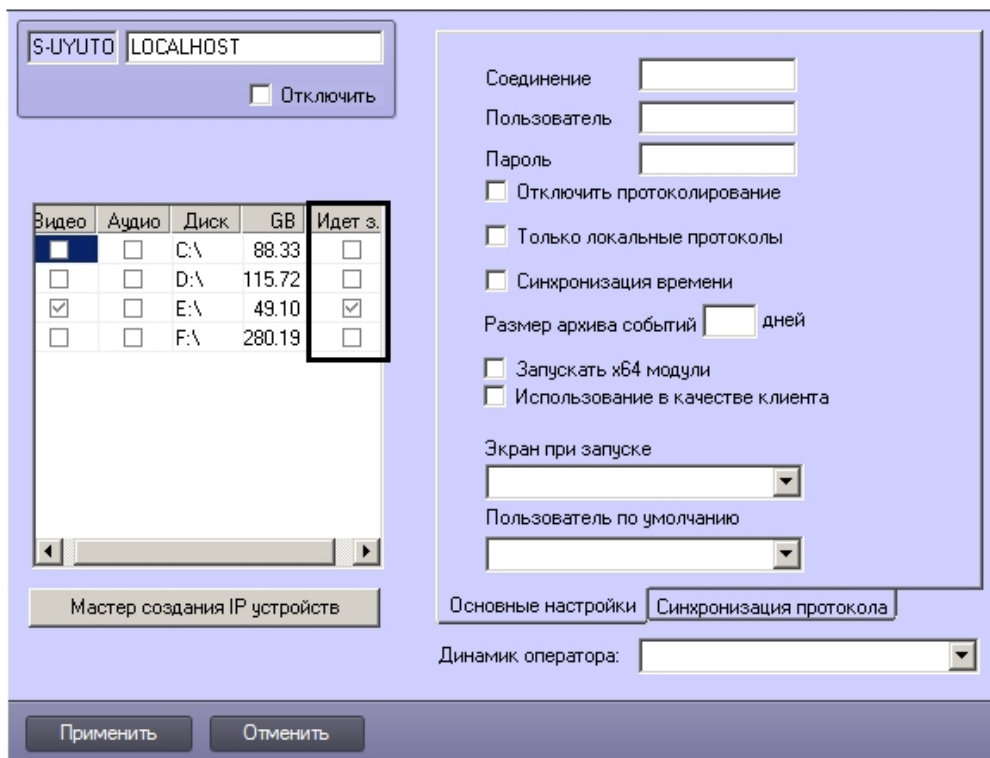 S-UYUTO LOCALHOST
Отключить
Видео Аудио Диск GB Идет з.
C:\ 88.33
D:\ 115.72
E:\ 49.10
F:\ 280.19
Мастер создания IP устройств
Соединение
Пользователь
Пароль
Отключить протоколирование
Только локальные протоколы
Синхронизация времени
Размер архива событий дней
Запускать x64 модули
Использование в качестве клиента
Экран при запуске
Пользователь по умолчанию
Основные настройки Синхронизация протокола
Динамик оператора:
Применить Отменить